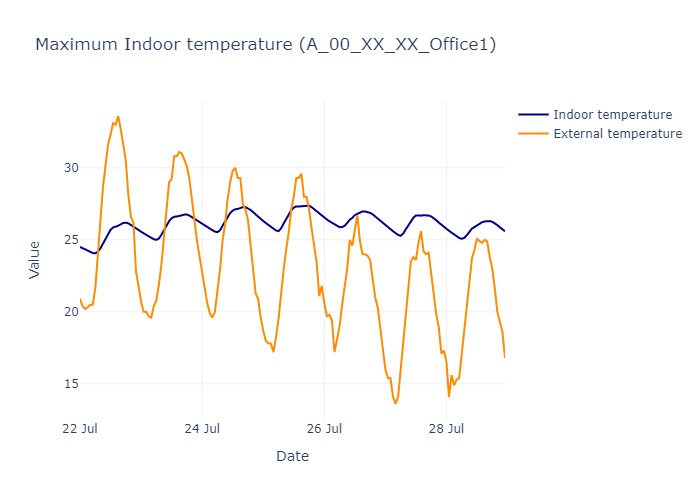 Maximum Indoor temperature (A_00_XX_XX_Office1)
Indoor temperature
External temperature
30
25
20
15
Value
22 Jul
24 Jul
26 Jul
28 Jul
Date